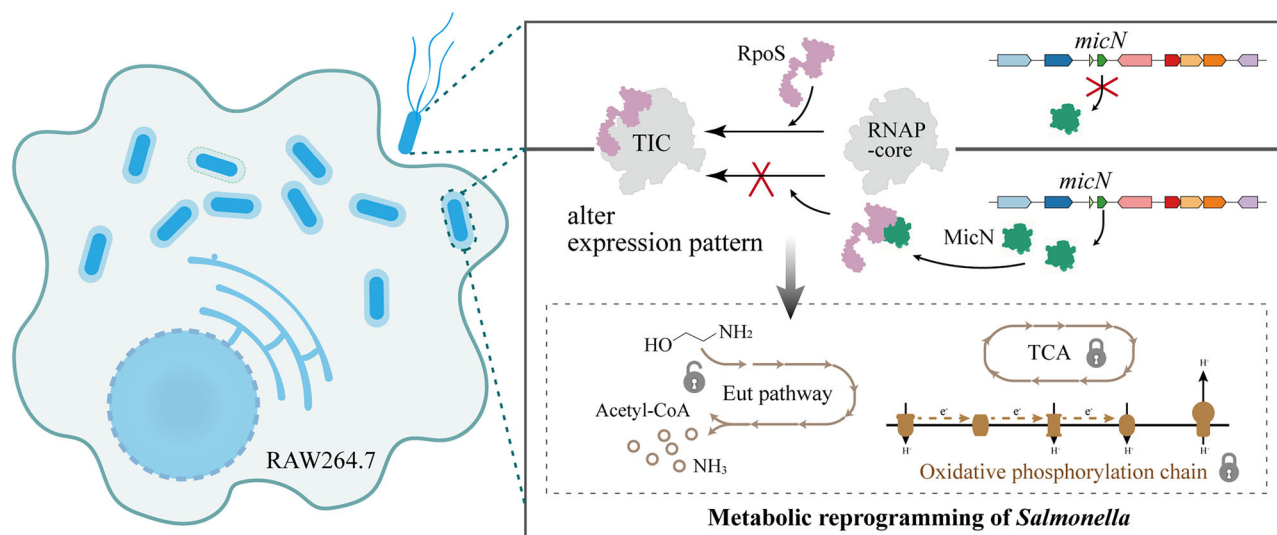 RpoS
micN
TIC
RNAP
-core
micN
alter
expression pattern
MicN
HO
NH₂
Eut pathway
Acetyl-CoA
NH₃
TCA
H⁺
e⁻
e⁻
e⁻
H⁺
H⁺
H⁺
H⁺
Oxidative phosphorylation chain
RAW264.7
Metabolic reprogramming of Salmonella